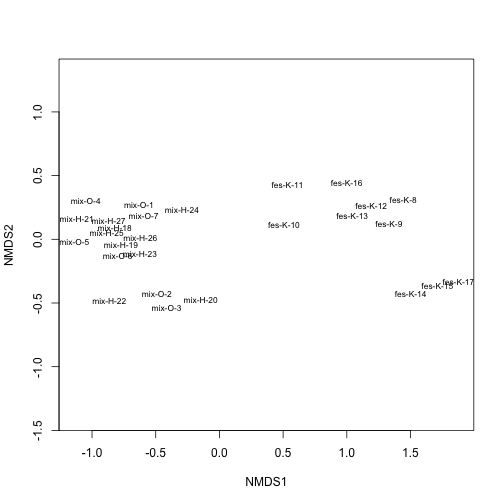 1.0
0.5
0.0
-0.5
-1.0
-1.5
NMDS2
fes-K-11
fes-K-16
mix-O-4
mix-O-1
mix-H-24
fes-K-12
fes-K-8
mix-H-21
mix-H-27
mix-O-7
fes-K-13
mix-H-18
fes-K-10
fes-K-9
mix-H-25
mix-O-5
mix-H-26
mix-H-19
mix-H-23
mix-H-22
mix-O-2
mix-H-20
mix-O-3
fes-K-14
fes-K-15
fes-K-17
-1.0
-0.5
0.0
0.5
1.0
1.5
NMDS1